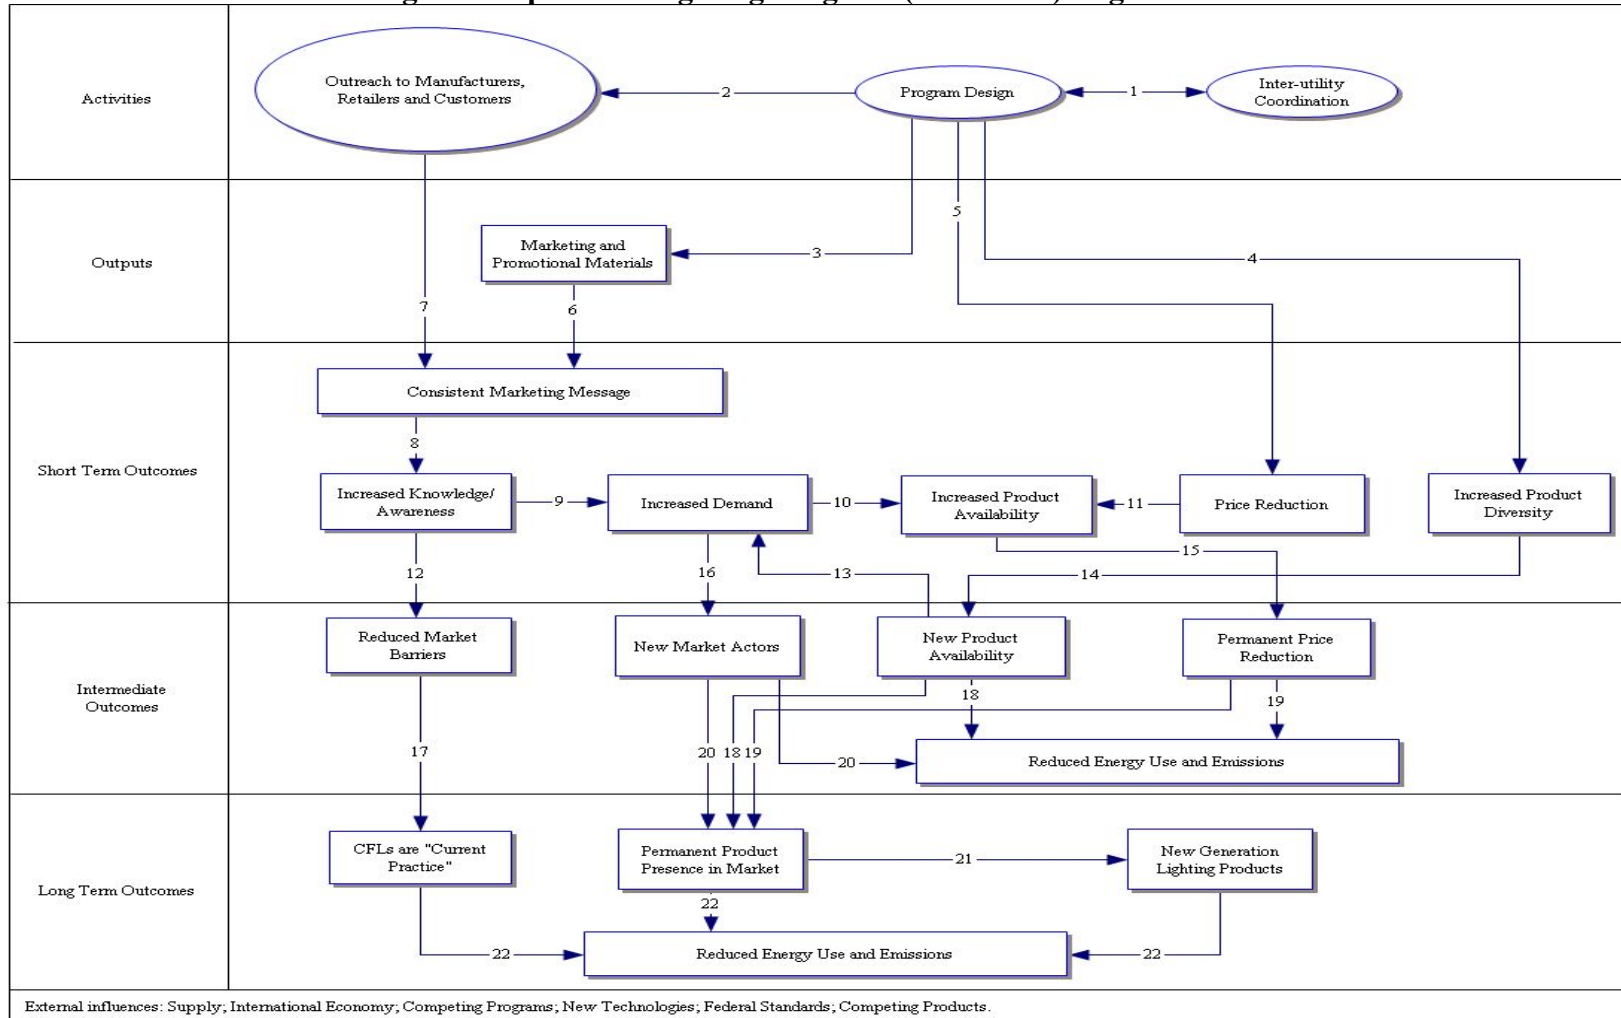 Activities
Outreach to Manufacturers,
Retailers and Customers
2
Program Design
1
Inter-utility
Coordination
5
Outputs
Marketing and
Promotional Materials
3
4
7
6
Consistent Marketing Message
8
Short Term Outcomes
Increased Knowledge/
Awareness
9
Increased Demand
10
Increased Product
Availability
11
Price Reduction
Increased Product
Diversity
15
12
16
13
14
Intermediate
Outcomes
Reduced Market
Barriers
New Market Actors
New Product
Availability
Permanent Price
Reduction
18
19
17
20
18
19
20
Reduced Energy Use and Emissions
Long Term Outcomes
CFLs are "Current
Practice"
Permanent Product
Presence in Market
21
New Generation
Lighting Products
22
22
Reduced Energy Use and Emissions
22
External influences: Supply; International Economy; Competing Programs; New Technologies; Federal Standards; Competing Products.